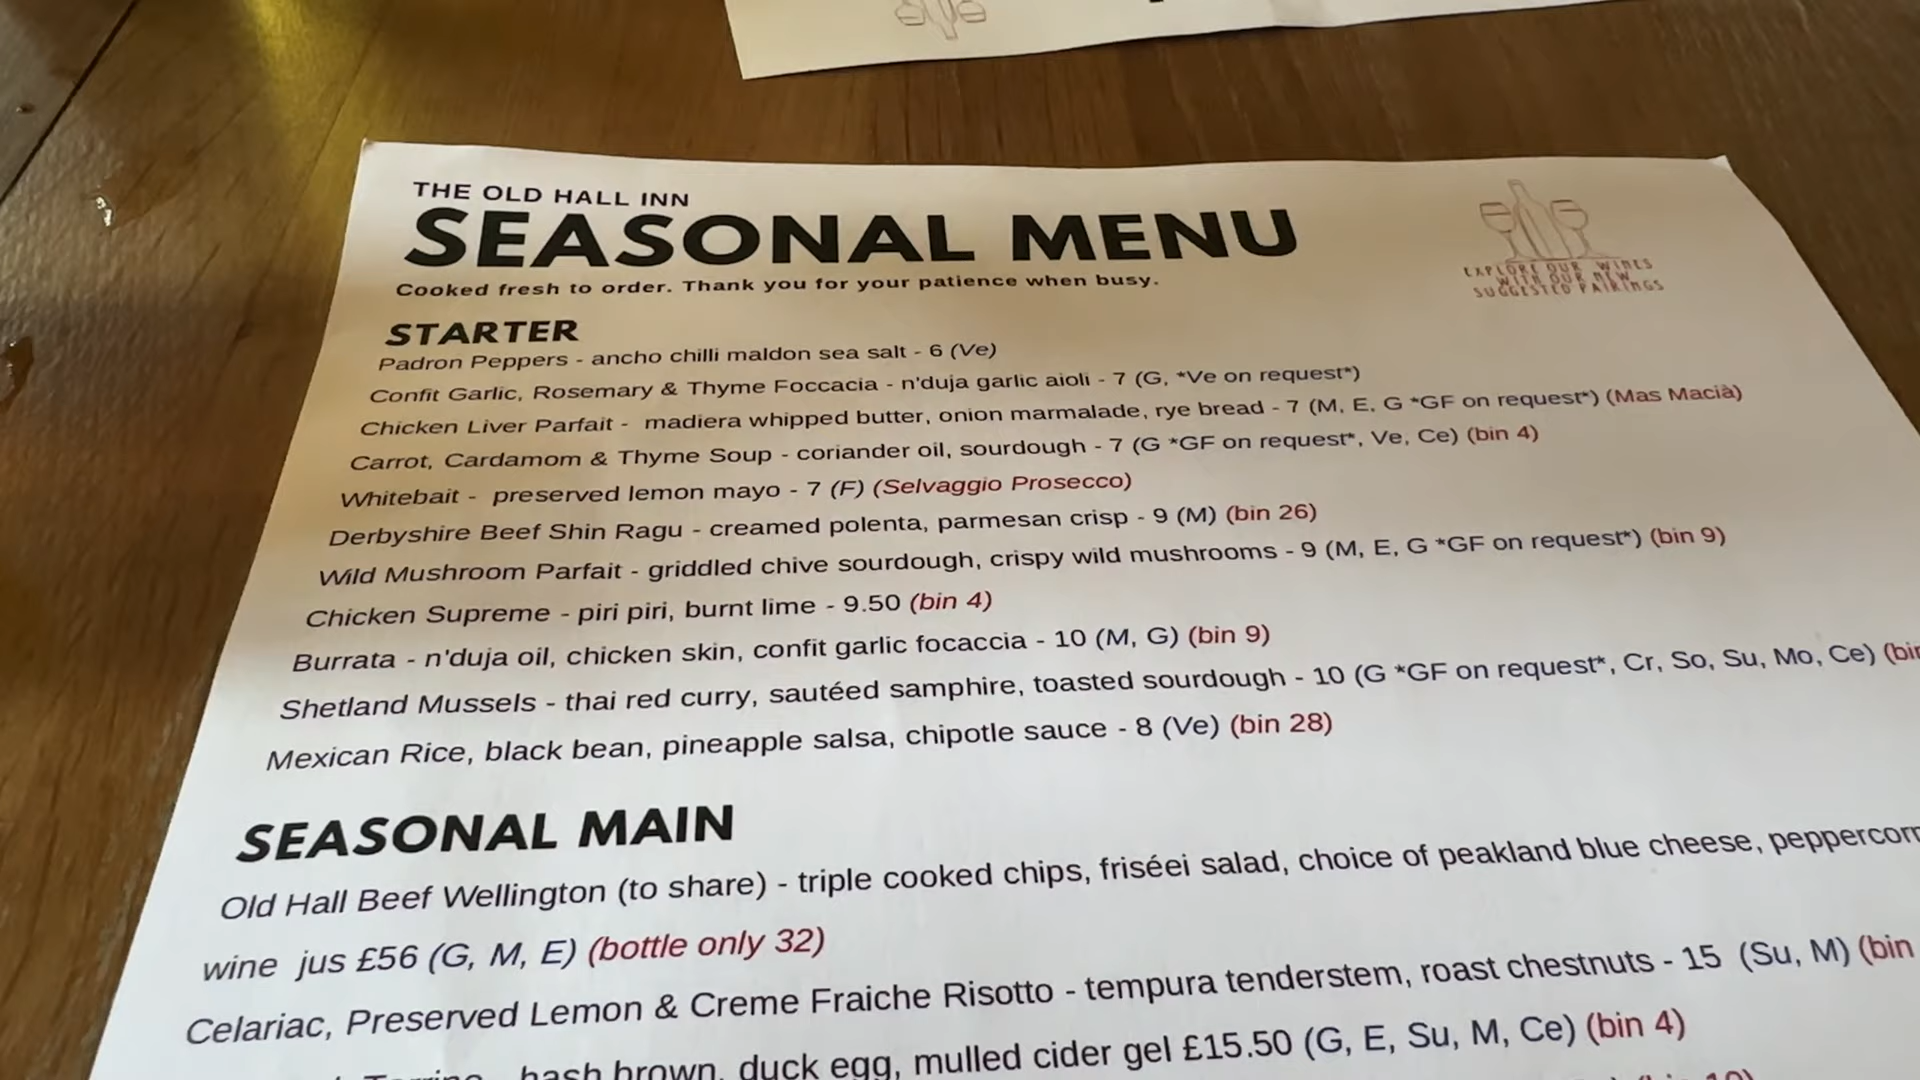 THE OLD HALL INN
SEASONAL MENU
Cooked fresh to order. Thank you for your patience when busy.
EXPLORE OUR WINES
WITH OUR NEW
SUGGESTED PAIRINGS
STARTER
Padron Peppers - ancho chilli maldon sea salt - 6 (Ve)
Confit Garlic, Rosemary & Thyme Foccacia - n'duja garlic aioli - 7 (G, *Ve on request*)
Chicken Liver Parfait - madiera whipped butter, onion marmalade, rye bread - 7 (M, E, G *GF on request*) (Mas Macià)
Carrot, Cardamom & Thyme Soup - coriander oil, sourdough - 7 (G *GF on request*, Ve, Ce) (bin 4)
Whitebait - preserved lemon mayo - 7 (F) (Selvaggio Prosecco)
Derbyshire Beef Shin Ragu - creamed polenta, parmesan crisp - 9 (M) (bin 26)
Wild Mushroom Parfait - griddled chive sourdough, crispy wild mushrooms - 9 (M, E, G *GF on request*) (bin 9)
Chicken Supreme - piri piri, burnt lime - 9.50 (bin 4)
Burrata - n'duja oil, chicken skin, confit garlic focaccia - 10 (M, G) (bin 9)
Shetland Mussels - thai red curry, sautéed samphire, toasted sourdough - 10 (G *GF on request*, Cr, So, Su, Mo, Ce)
Mexican Rice, black bean, pineapple salsa, chipotle sauce - 8 (Ve) (bin 28)
SEASONAL MAIN
Old Hall Beef Wellington (to share) - triple cooked chips, friséei salad, choice of peakland blue cheese, peppercorn
wine jus £56 (G, M, E) (bottle only 32)
Celariac, Preserved Lemon & Creme Fraiche Risotto - tempura tenderstem, roast chestnuts - 15 (Su, M) (bin
hash brown, duck egg, mulled cider gel £15.50 (G, E, Su, M, Ce) (bin 4)